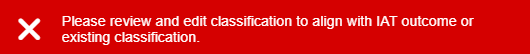 Please review and edit classification to align with IAT outcome or
existing classification.